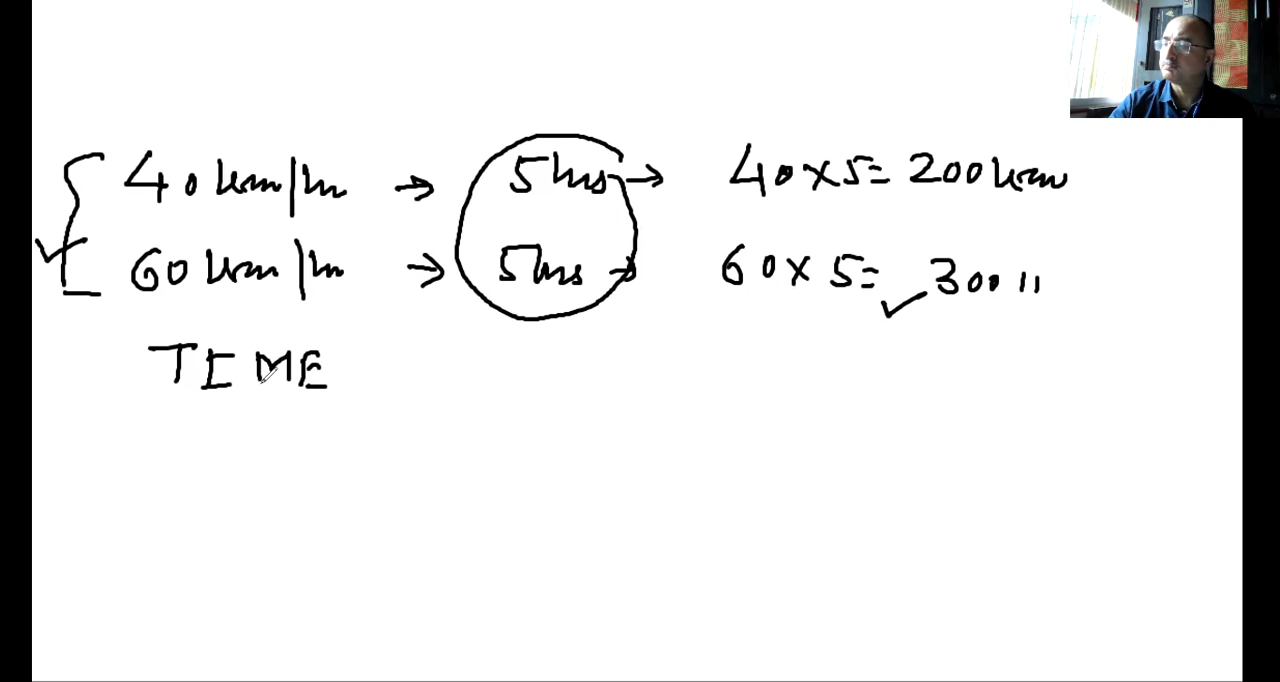 40 km/hr → 5 hrs → 40 x 5 = 200 km
60 km/hr → 5 hrs → 60 x 5 = 300 "
TIME